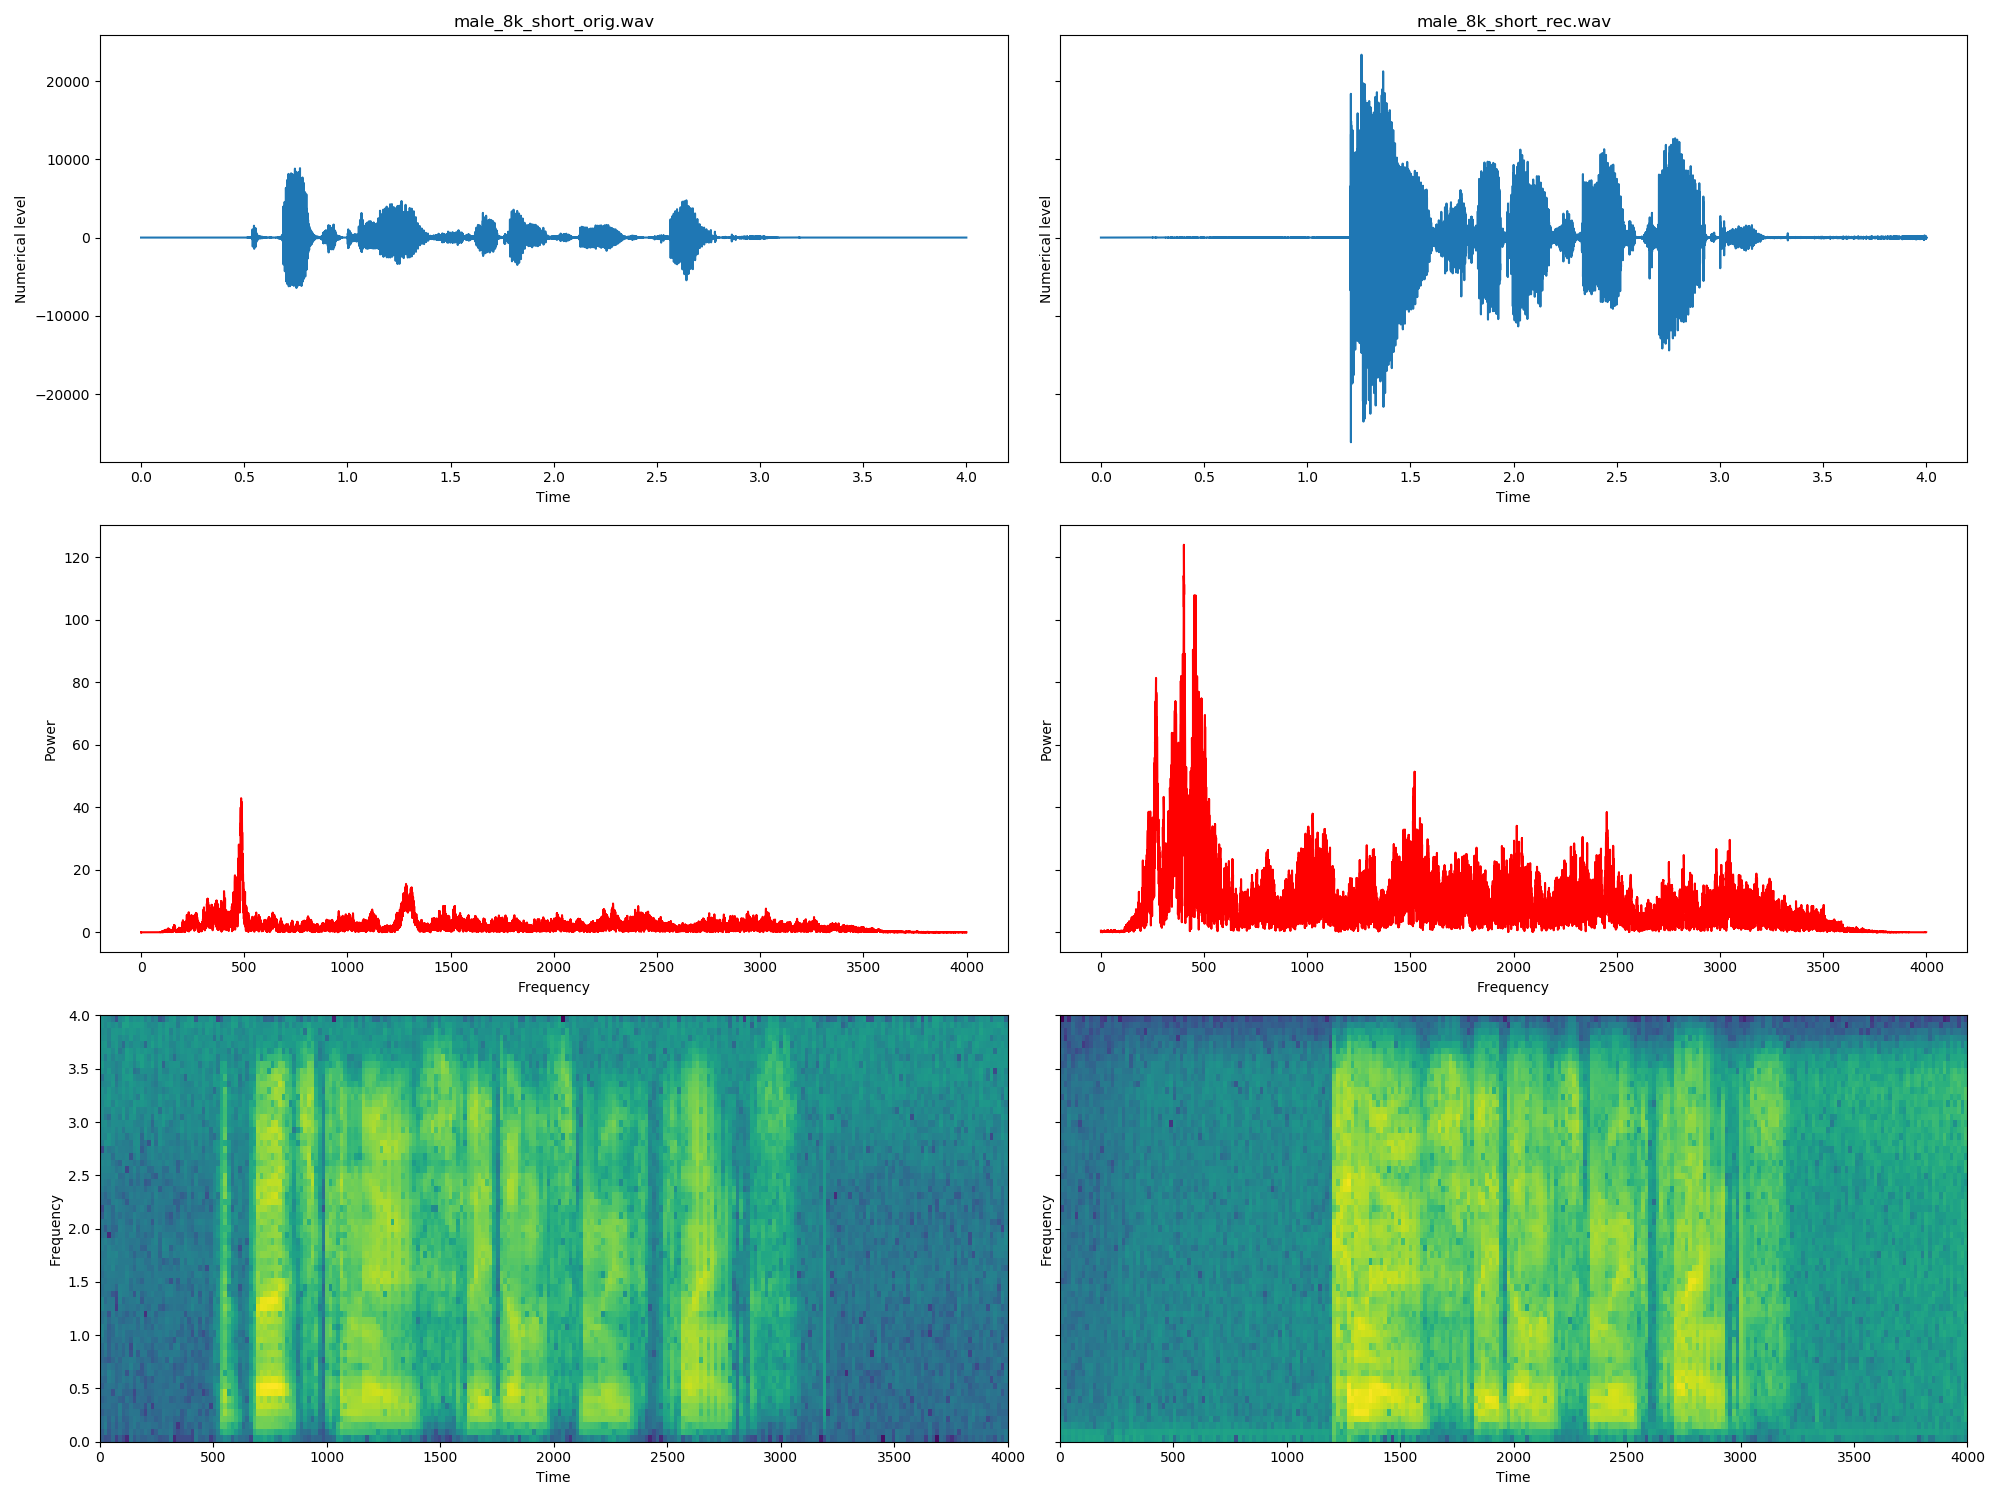 male_8k_short_orig.wav
Numerical level
20000
10000
0
−10000
−20000
0.0 0.5 1.0 1.5 2.0 2.5 3.0 3.5 4.0
Time
male_8k_short_rec.wav
Numerical level
0.0 0.5 1.0 1.5 2.0 2.5 3.0 3.5 4.0
Time
Power
120
100
80
60
40
20
0
0 500 1000 1500 2000 2500 3000 3500 4000
Frequency
Power
0 500 1000 1500 2000 2500 3000 3500 4000
Frequency
Frequency
4.0
3.5
3.0
2.5
2.0
1.5
1.0
0.5
0.0
0 500 1000 1500 2000 2500 3000 3500 4000
Time
Frequency
0 500 1000 1500 2000 2500 3000 3500 4000
Time